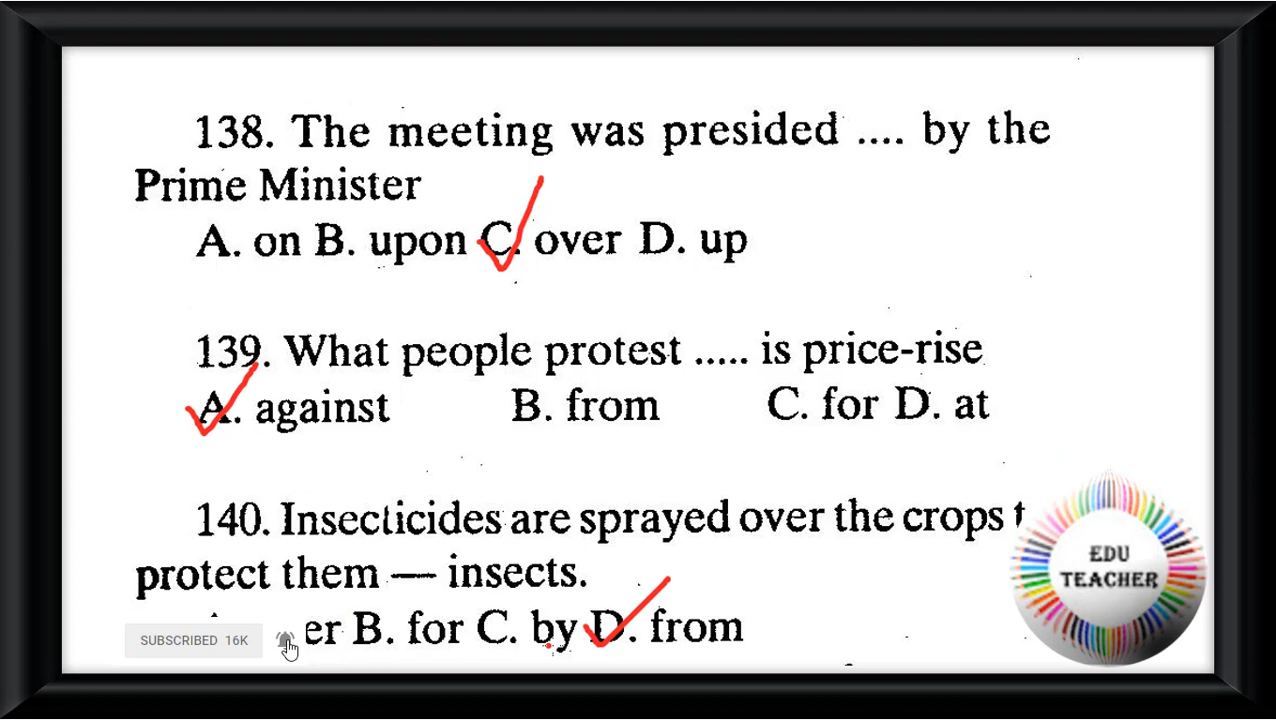 138. The meeting was presided .... by the
Prime Minister
A. on B. upon C. over D. up
139. What people protest ..... is price-rise
A. against B. from C. for D. at
140. Insecticides are sprayed over the crops t
protect them — insects.
er B. for C. by D. from
SUBSCRIBED 16K
EDU
TEACHER